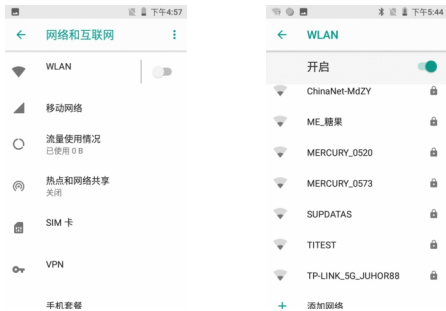 下午4:57
网络和互联网
WLAN
移动网络
流量使用情况
已使用 0 B
热点和网络共享
关闭
SIM 卡
VPN
手机套餐
下午5:44
WLAN
开启
ChinaNet-MdZY
ME_糖果
MERCURY_0520
MERCURY_0573
SUPDATAS
TITEST
TP-LINK_5G_JUHOR88
添加网络